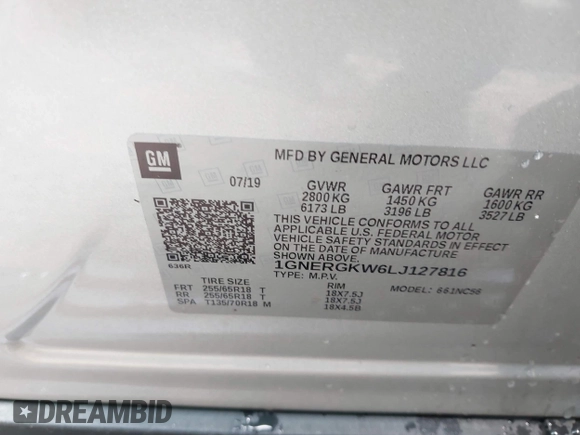 GM
MFD BY GENERAL MOTORS LLC
07/19
GVWR GAWR FRT GAWR RR
2800 KG 1450 KG 1600 KG
6173 LB 3196 LB 3527 LB
THIS VEHICLE CONFORMS TO ALL
APPLICABLE U.S. FEDERAL MOTOR
VEHICLE SAFETY STANDARDS IN EFFECT
ON THE DATE OF MANUFACTURE
SHOWN ABOVE.
636R
1GNERGKW6LJ127816
TYPE: M.P.V. MODEL: 661NC56
TIRE SIZE RIM
FRT 255/65R18 T 18X7.5J
RR 255/65R18 T 18X7.5J
SPA T135/70R18 M 18X4.5B
DREAMBID